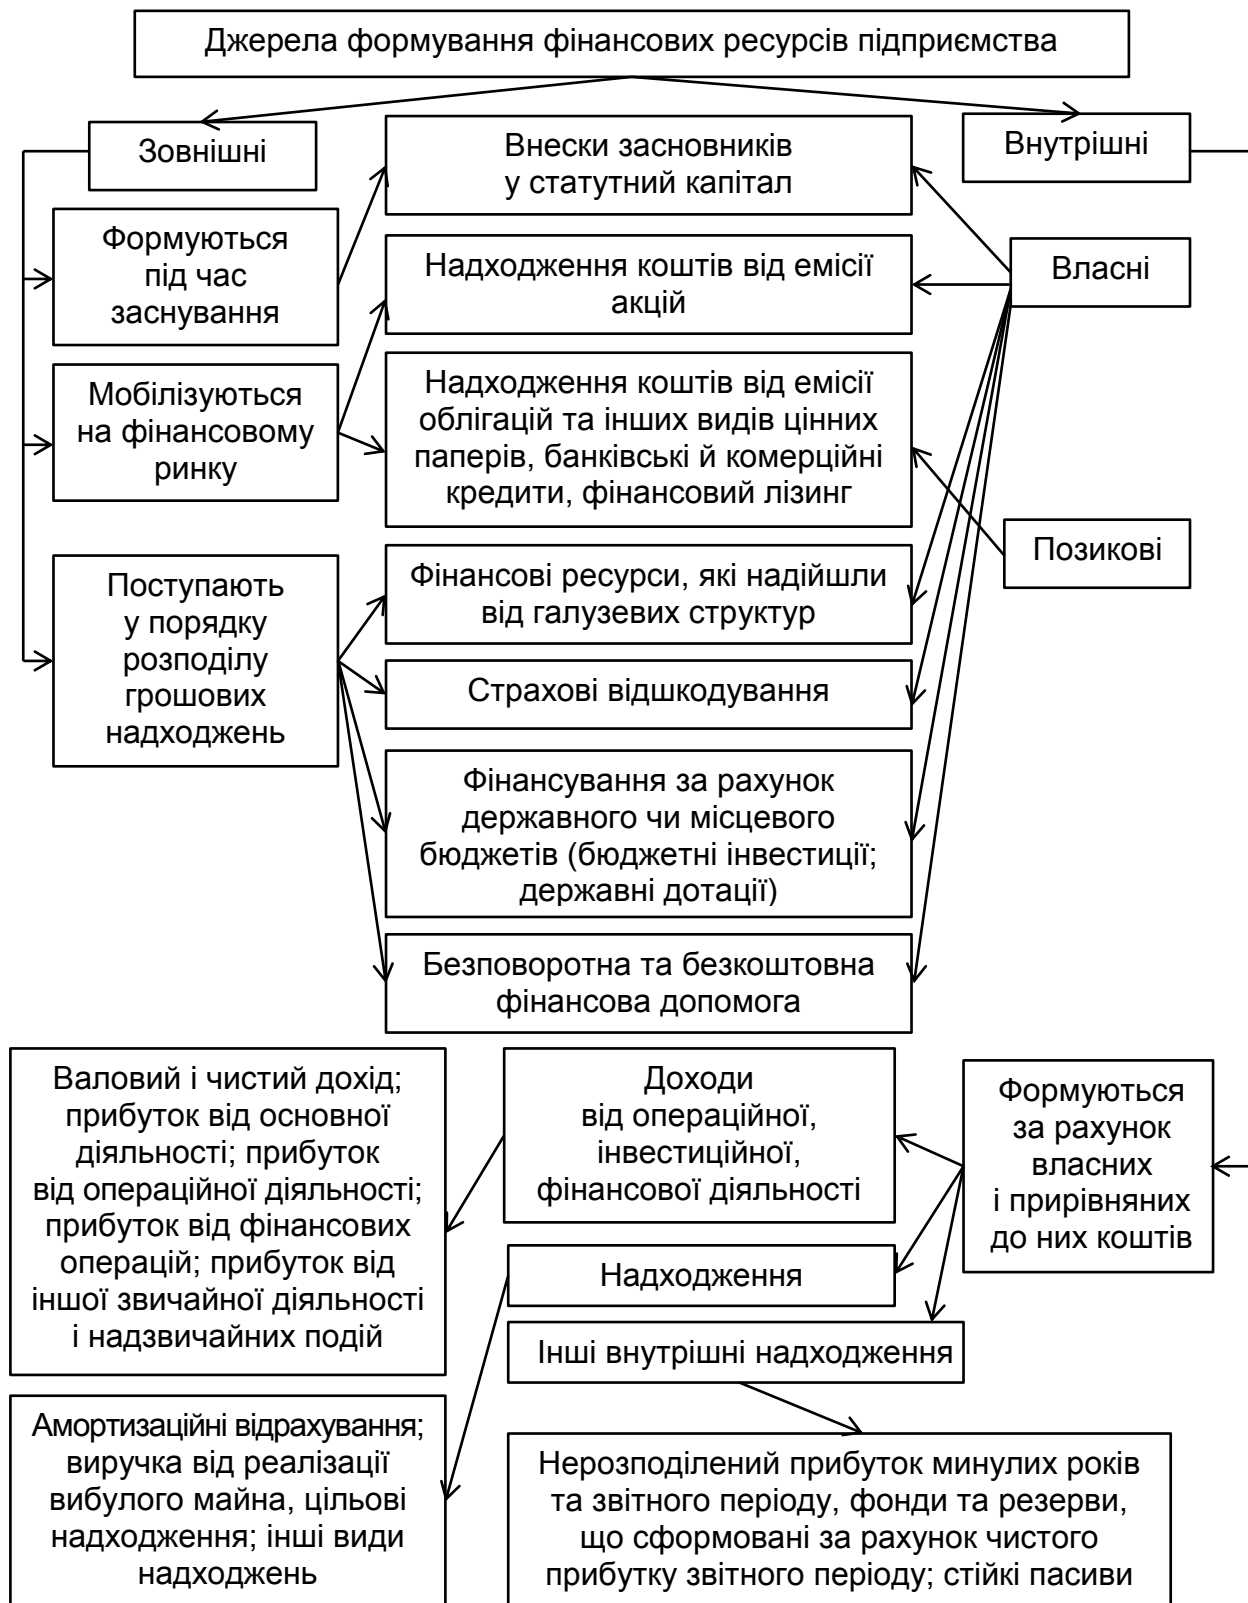 Джерела формування фінансових ресурсів підприємства
Зовнішні
Внески засновників
у статутний капітал
Внутрішні
Формуються
під час
заснування
Надходження коштів від емісії
акцій
Власні
Мобілізуються
на фінансовому
ринку
Надходження коштів від емісії
облігацій та інших видів цінних
паперів, банківські й комерційні
кредити, фінансовий лізинг
Позикові
Поступають
у порядку
розподілу
грошових
надходжень
Фінансові ресурси, які надійшли
від галузевих структур
Страхові відшкодування
Фінансування за рахунок
державного чи місцевого
бюджетів (бюджетні інвестиції;
державні дотації)
Безповоротна та безкоштовна
фінансова допомога
Валовий і чистий дохід;
прибуток від основної
діяльності; прибуток
від операційної діяльності;
прибуток від фінансових
операцій; прибуток від
іншої звичайної діяльності
і надзвичайних подій
Доходи
від операційної,
інвестиційної,
фінансової діяльності
Формуються
за рахунок
власних
і прирівняних
до них коштів
Надходження
Інші внутрішні надходження
Амортизаційні відрахування;
виручка від реалізації
вибулого майна, цільові
надходження; інші види
надходжень
Нерозподілений прибуток минулих років
та звітного періоду, фонди та резерви,
що сформовані за рахунок чистого
прибутку звітного періоду; стійкі пасиви